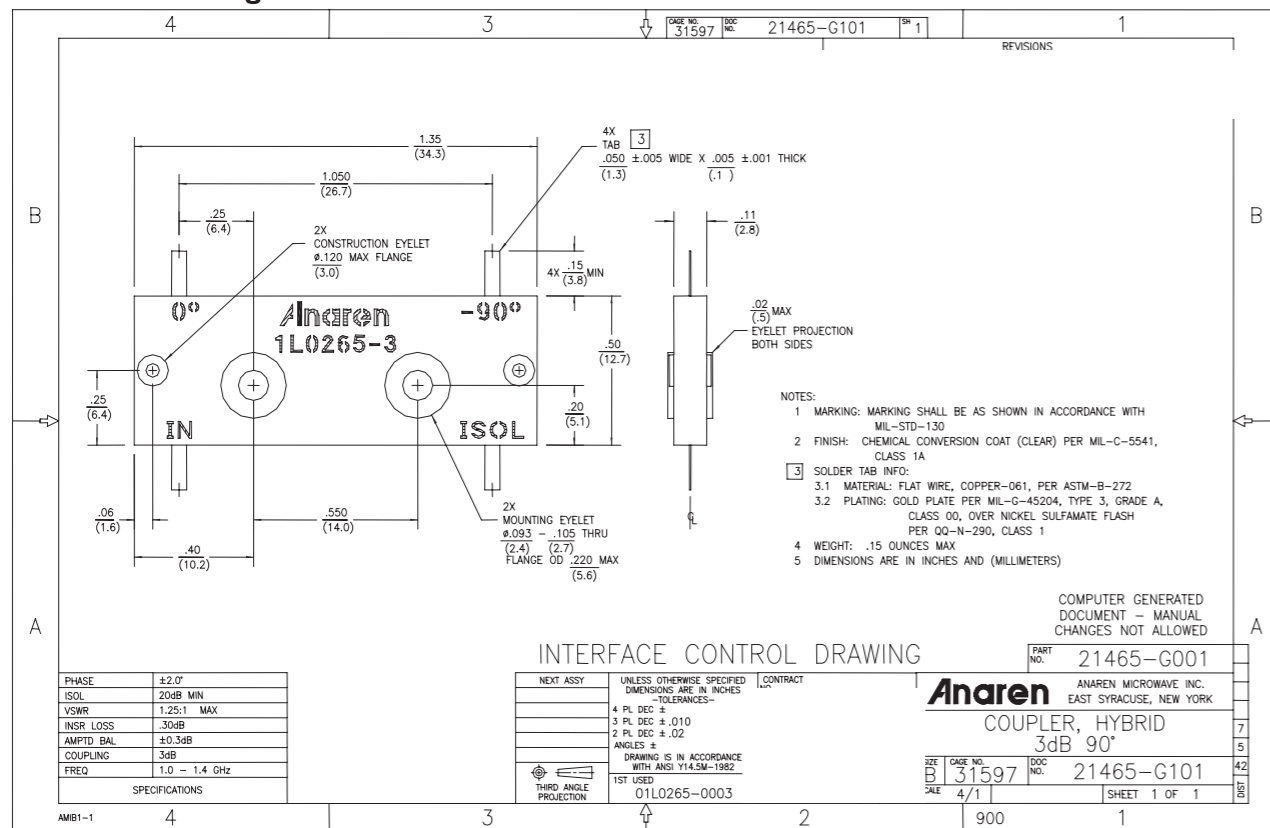 4
3
CAGE NO. 31597
DOC NO. 21465-G101
SH 1
1
REVISIONS
B
B
1.35
(34.3)
1.050
(26.7)
.25
(6.4)
4X
TAB 3
.050 ±.005 WIDE X .005 ±.001 THICK
(1.3) (.1 )
2X
CONSTRUCTION EYELET
ø.120 MAX FLANGE
(3.0)
4X .15 MIN
(3.8)
.11
(2.8)
0°
Anaren
-90°
1L0265-3
IN
ISOL
.50
(12.7)
.25
(6.4)
.20
(5.1)
.02 MAX
(.5)
EYELET PROJECTION
BOTH SIDES
.06
(1.6)
.550
(14.0)
.40
(10.2)
2X
MOUNTING EYELET
ø.093 - .105 THRU
(2.4) (2.7)
FLANGE OD .220 MAX
(5.6)
NOTES:
1 MARKING: MARKING SHALL BE AS SHOWN IN ACCORDANCE WITH
MIL-STD-130
2 FINISH: CHEMICAL CONVERSION COAT (CLEAR) PER MIL-C-5541,
CLASS 1A
3 SOLDER TAB INFO:
3.1 MATERIAL: FLAT WIRE, COPPER-061, PER ASTM-B-272
3.2 PLATING: GOLD PLATE PER MIL-G-45204, TYPE 3, GRADE A,
CLASS 00, OVER NICKEL SULFAMATE FLASH
PER QQ-N-290, CLASS 1
4 WEIGHT: .15 OUNCES MAX
5 DIMENSIONS ARE IN INCHES AND (MILLIMETERS)
COMPUTER GENERATED
DOCUMENT - MANUAL
CHANGES NOT ALLOWED
A
A
INTERFACE CONTROL DRAWING
PART NO. 21465-G001
PHASE ±2.0°
ISOL 20dB MIN
VSWR 1.25:1 MAX
INSR LOSS .30dB
AMPTD BAL ±0.3dB
COUPLING 3dB
FREQ 1.0 - 1.4 GHz
SPECIFICATIONS
NEXT ASSY
THIRD ANGLE
PROJECTION
UNLESS OTHERWISE SPECIFIED
DIMENSIONS ARE IN INCHES
-TOLERANCES-
4 PL DEC ±
3 PL DEC ±.010
2 PL DEC ±.02
ANGLES ±
DRAWING IS IN ACCORDANCE
WITH ANSI Y14.5M-1982
1ST USED
01L0265-0003
CONTRACT
Anaren
ANAREN MICROWAVE INC.
EAST SYRACUSE, NEW YORK
COUPLER, HYBRID
3dB 90°
B
CAGE NO. 31597
DOC NO. 21465-G101
4/1
SHEET 1 OF 1
7
5
42
DIST
AMIB1-1
4
3
2
900
1